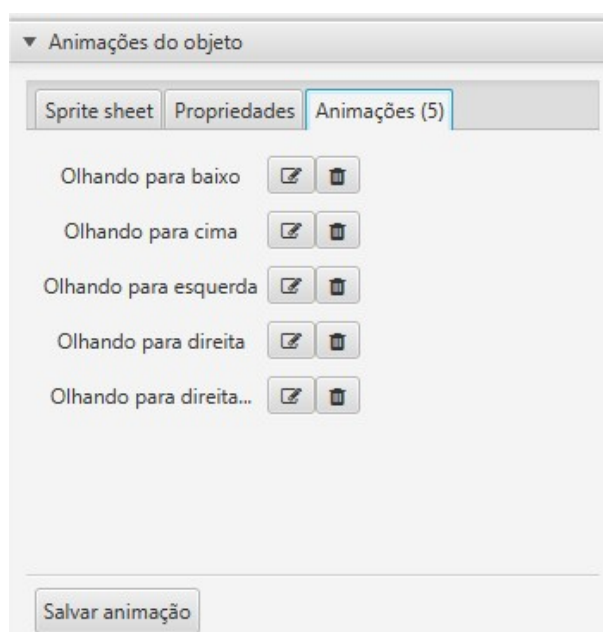 Animações do objeto
Sprite sheet Propriedades Animações (5)
Olhando para baixo
Olhando para cima
Olhando para esquerda
Olhando para direita
Olhando para direita...
Salvar animação